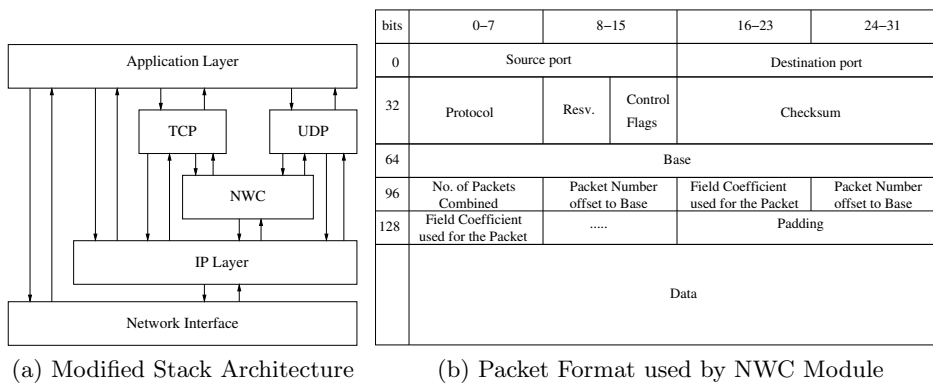 Application Layer
TCP
UDP
NWC
IP Layer
Network Interface
(a) Modified Stack Architecture
bits 0–7 8–15 16–23 24–31
0 Source port Destination port
32 Protocol Resv. Control Flags Checksum
64 Base
96 No. of Packets Combined Packet Number offset to Base Field Coefficient used for the Packet Packet Number offset to Base
128 Field Coefficient used for the Packet ..... Padding
Data
(b) Packet Format used by NWC Module